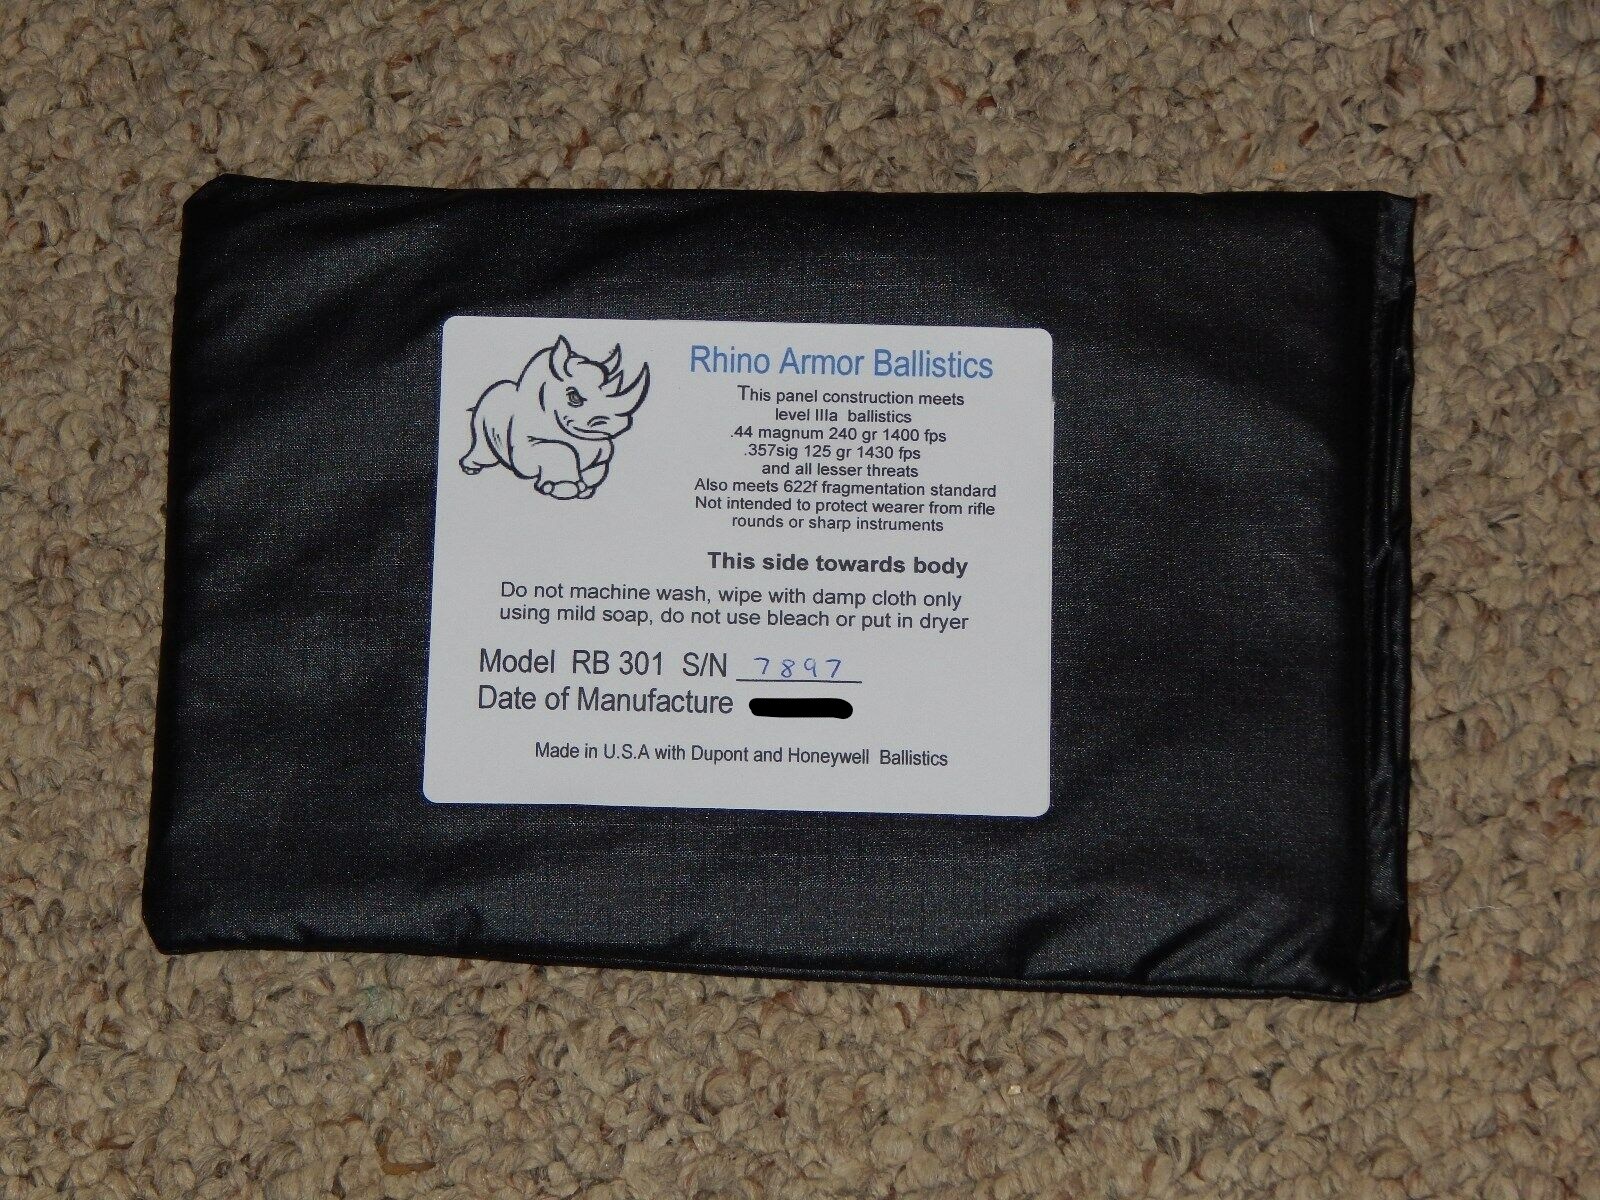 Rhino Armor Ballistics
This panel construction meets
level IIIa ballistics
.44 magnum 240 gr 1400 fps
.357sig 125 gr 1430 fps
and all lesser threats
Also meets 622f fragmentation standard
Not intended to protect wearer from rifle
rounds or sharp instruments
This side towards body
Do not machine wash, wipe with damp cloth only
using mild soap, do not use bleach or put in dryer
Model RB 301 S/N 7897
Date of Manufacture
Made in U.S.A with Dupont and Honeywell Ballistics